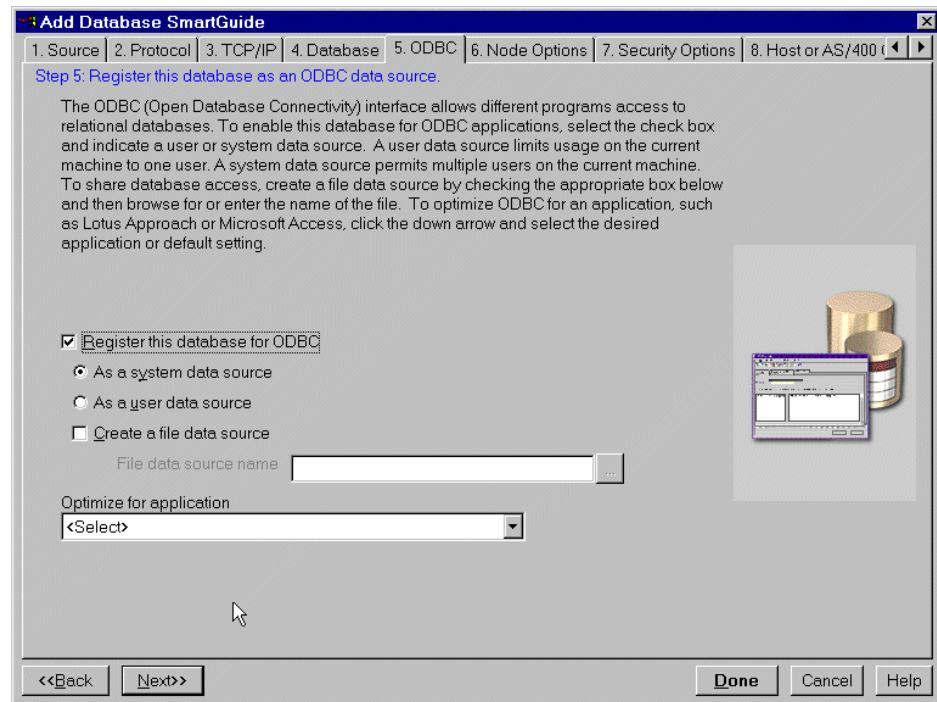 Add Database SmartGuide
1. Source 2. Protocol 3. TCP/IP 4. Database 5. ODBC 6. Node Options 7. Security Options 8. Host or AS/400
Step 5: Register this database as an ODBC data source.
The ODBC (Open Database Connectivity) interface allows different programs access to
relational databases. To enable this database for ODBC applications, select the check box
and indicate a user or system data source. A user data source limits usage on the current
machine to one user. A system data source permits multiple users on the current machine.
To share database access, create a file data source by checking the appropriate box below
and then browse for or enter the name of the file. To optimize ODBC for an application, such
as Lotus Approach or Microsoft Access, click the down arrow and select the desired
application or default setting.
Register this database for ODBC
As a system data source
As a user data source
Create a file data source
File data source name ...
Optimize for application
<Select>
<<Back Next>> Done Cancel Help